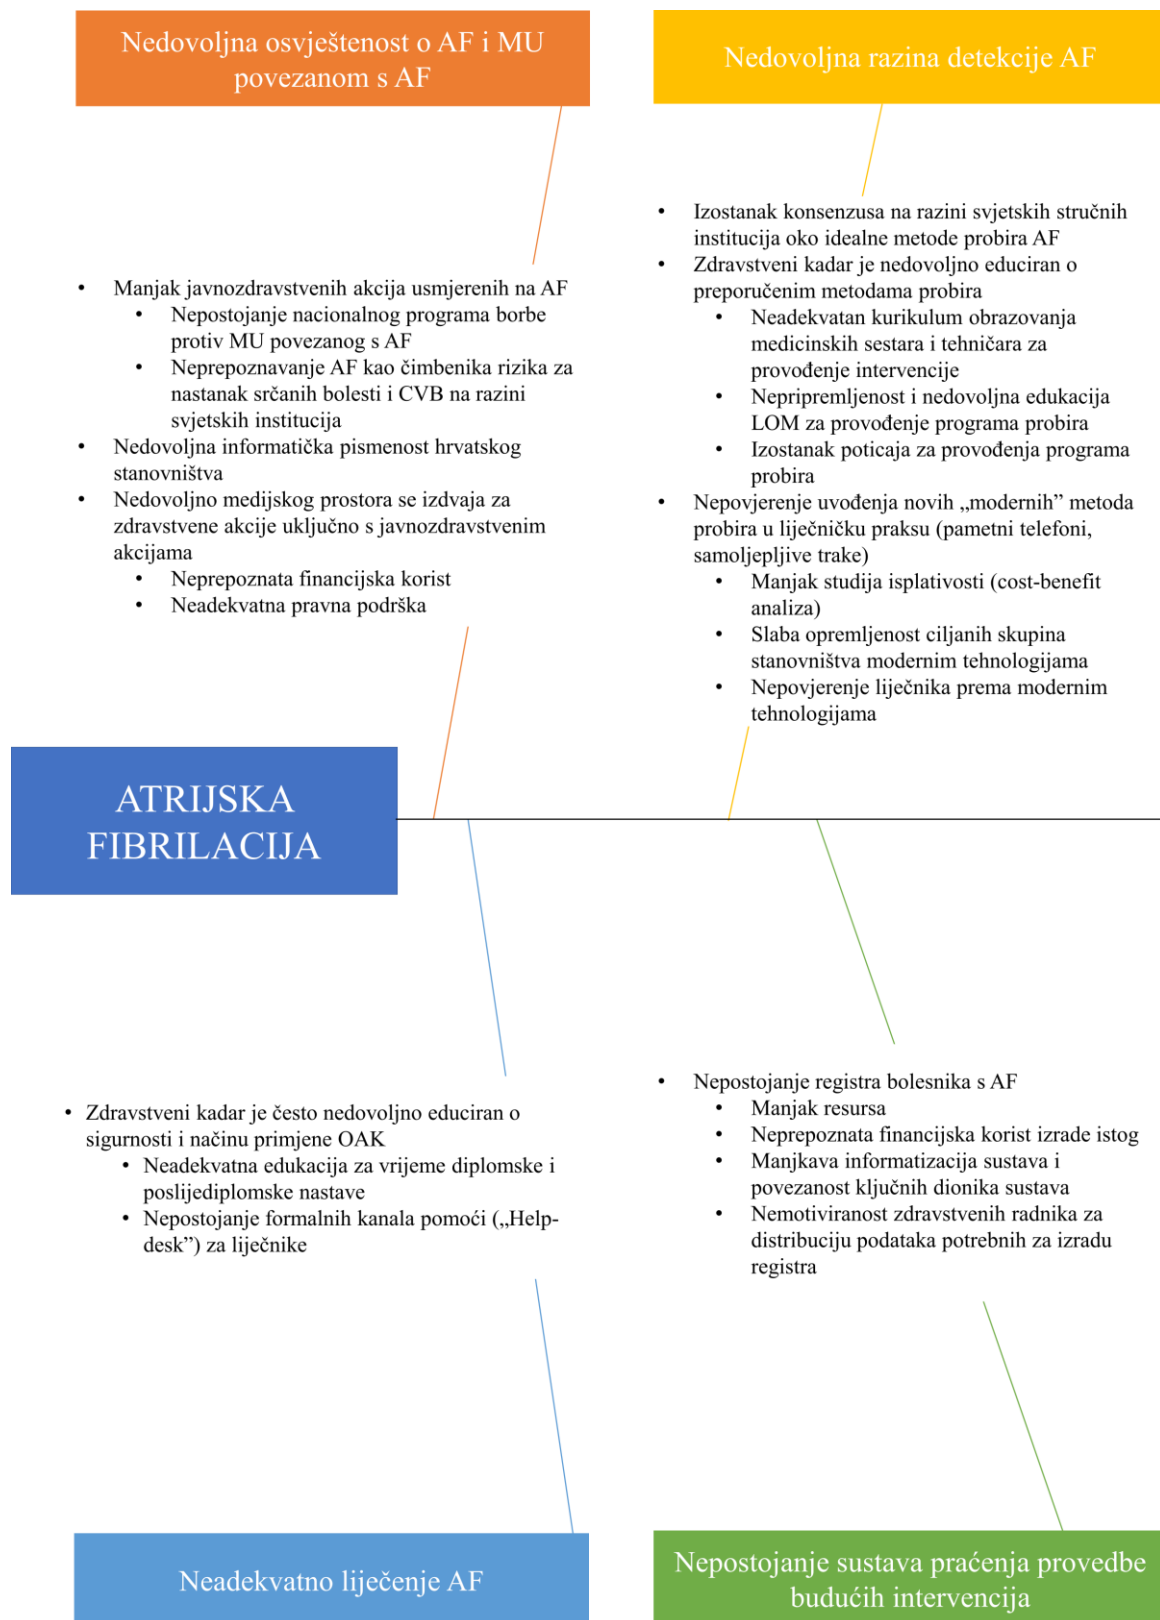 Nedovoljna osvještenost o AF i MU
povezanom s AF
• Manjak javnozdravstvenih akcija usmjerenih na AF
• Nepostojanje nacionalnog programa borbe
protiv MU povezanog s AF
• Neprepoznavanje AF kao čimbenika rizika za
nastanak srčanih bolesti i CVB na razini
svjetskih institucija
• Nedovoljna informatička pismenost hrvatskog
stanovništva
• Nedovoljno medijskog prostora se izdvaja za
zdravstvene akcije uključno s javnozdravstvenim
akcijama
• Neprepoznata financijska korist
• Neadekvatna pravna podrška
Nedovoljna razina detekcije AF
• Izostanak konsenzusa na razini svjetskih stručnih
institucija oko idealne metode probira AF
• Zdravstveni kadar je nedovoljno educiran o
preporučenim metodama probira
• Neadekvatan kurikulum obrazovanja
medicinskih sestara i tehničara za
provođenje intervencije
• Nepripremljenost i nedovoljna edukacija
LOM za provođenje programa probira
• Izostanak poticaja za provođenja programa
probira
• Nepovjerenje uvođenja novih „modernih” metoda
probira u liječničku praksu (pametni telefoni,
samoljepljive trake)
• Manjak studija isplativosti (cost-benefit
analiza)
• Slaba opremljenost ciljanih skupina
stanovništva modernim tehnologijama
• Nepovjerenje liječnika prema modernim
tehnologijama
ATRIJSKA
FIBRILACIJA
• Zdravstveni kadar je često nedovoljno educiran o
sigurnosti i načinu primjene OAK
• Neadekvatna edukacija za vrijeme diplomske i
poslijediplomske nastave
• Nepostojanje formalnih kanala pomoći („Help-
desk”) za liječnike
Neadekvatno liječenje AF
• Nepostojanje registra bolesnika s AF
• Manjak resursa
• Neprepoznata financijska korist izrade istog
• Manjkava informatizacija sustava i
povezanost ključnih dionika sustava
• Nemotiviranost zdravstvenih radnika za
distribuciju podataka potrebnih za izradu
registra
Nepostojanje sustava praćenja provedbe
budućih intervencija